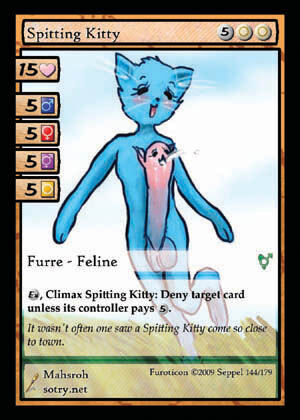 Spitting Kitty 5
15
5
5
5
5
Furre - Feline
, Climax Spitting Kitty: Deny target card
unless its controller pays 5.
It wasn't often one saw a Spitting Kitty come so close
to town.
Mahsroh Furoticon ©2009 Seppel 144/179
sotry.net